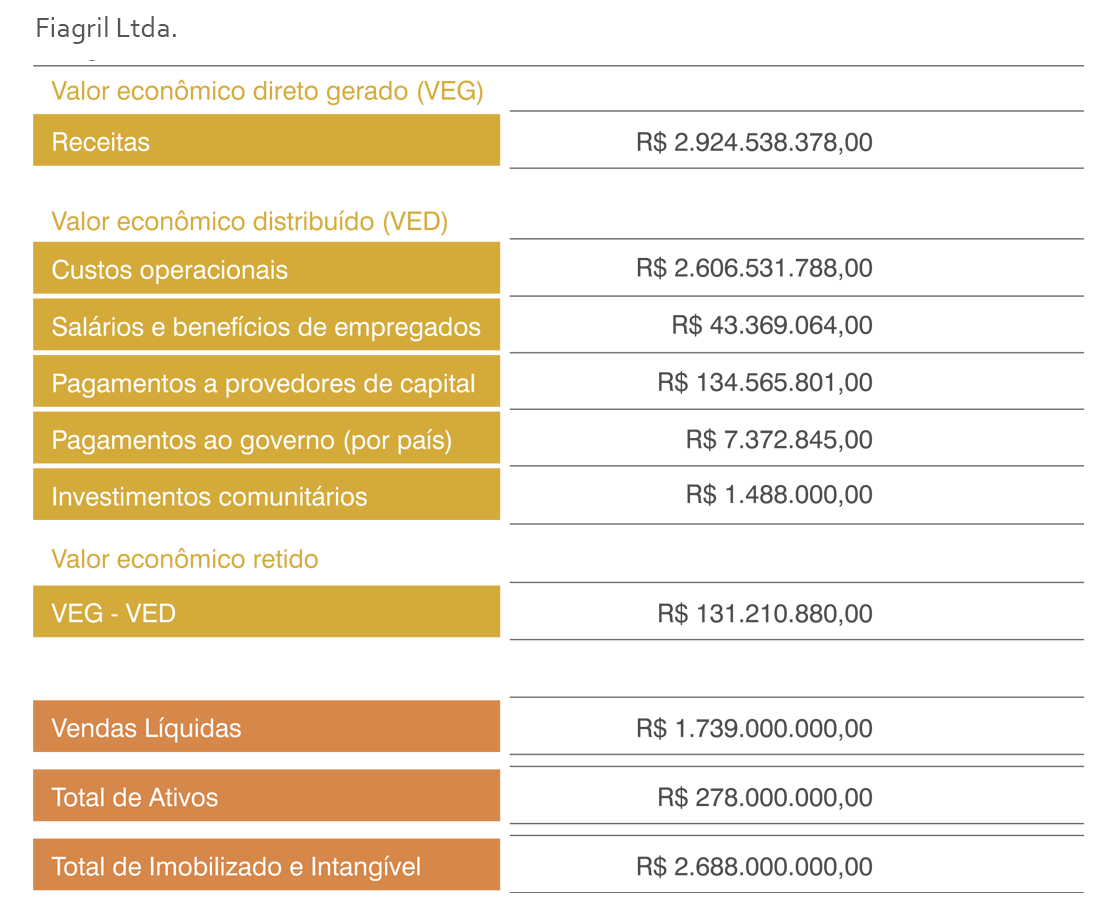 Fiagril Ltda.
Valor econômico direto gerado (VEG)
Receitas R$ 2.924.538.378,00
Valor econômico distribuído (VED)
Custos operacionais R$ 2.606.531.788,00
Salários e benefícios de empregados R$ 43.369.064,00
Pagamentos a provedores de capital R$ 134.565.801,00
Pagamentos ao governo (por país) R$ 7.372.845,00
Investimentos comunitários R$ 1.488.000,00
Valor econômico retido
VEG - VED R$ 131.210.880,00
Vendas Líquidas R$ 1.739.000.000,00
Total de Ativos R$ 278.000.000,00
Total de Imobilizado e Intangível R$ 2.688.000.000,00